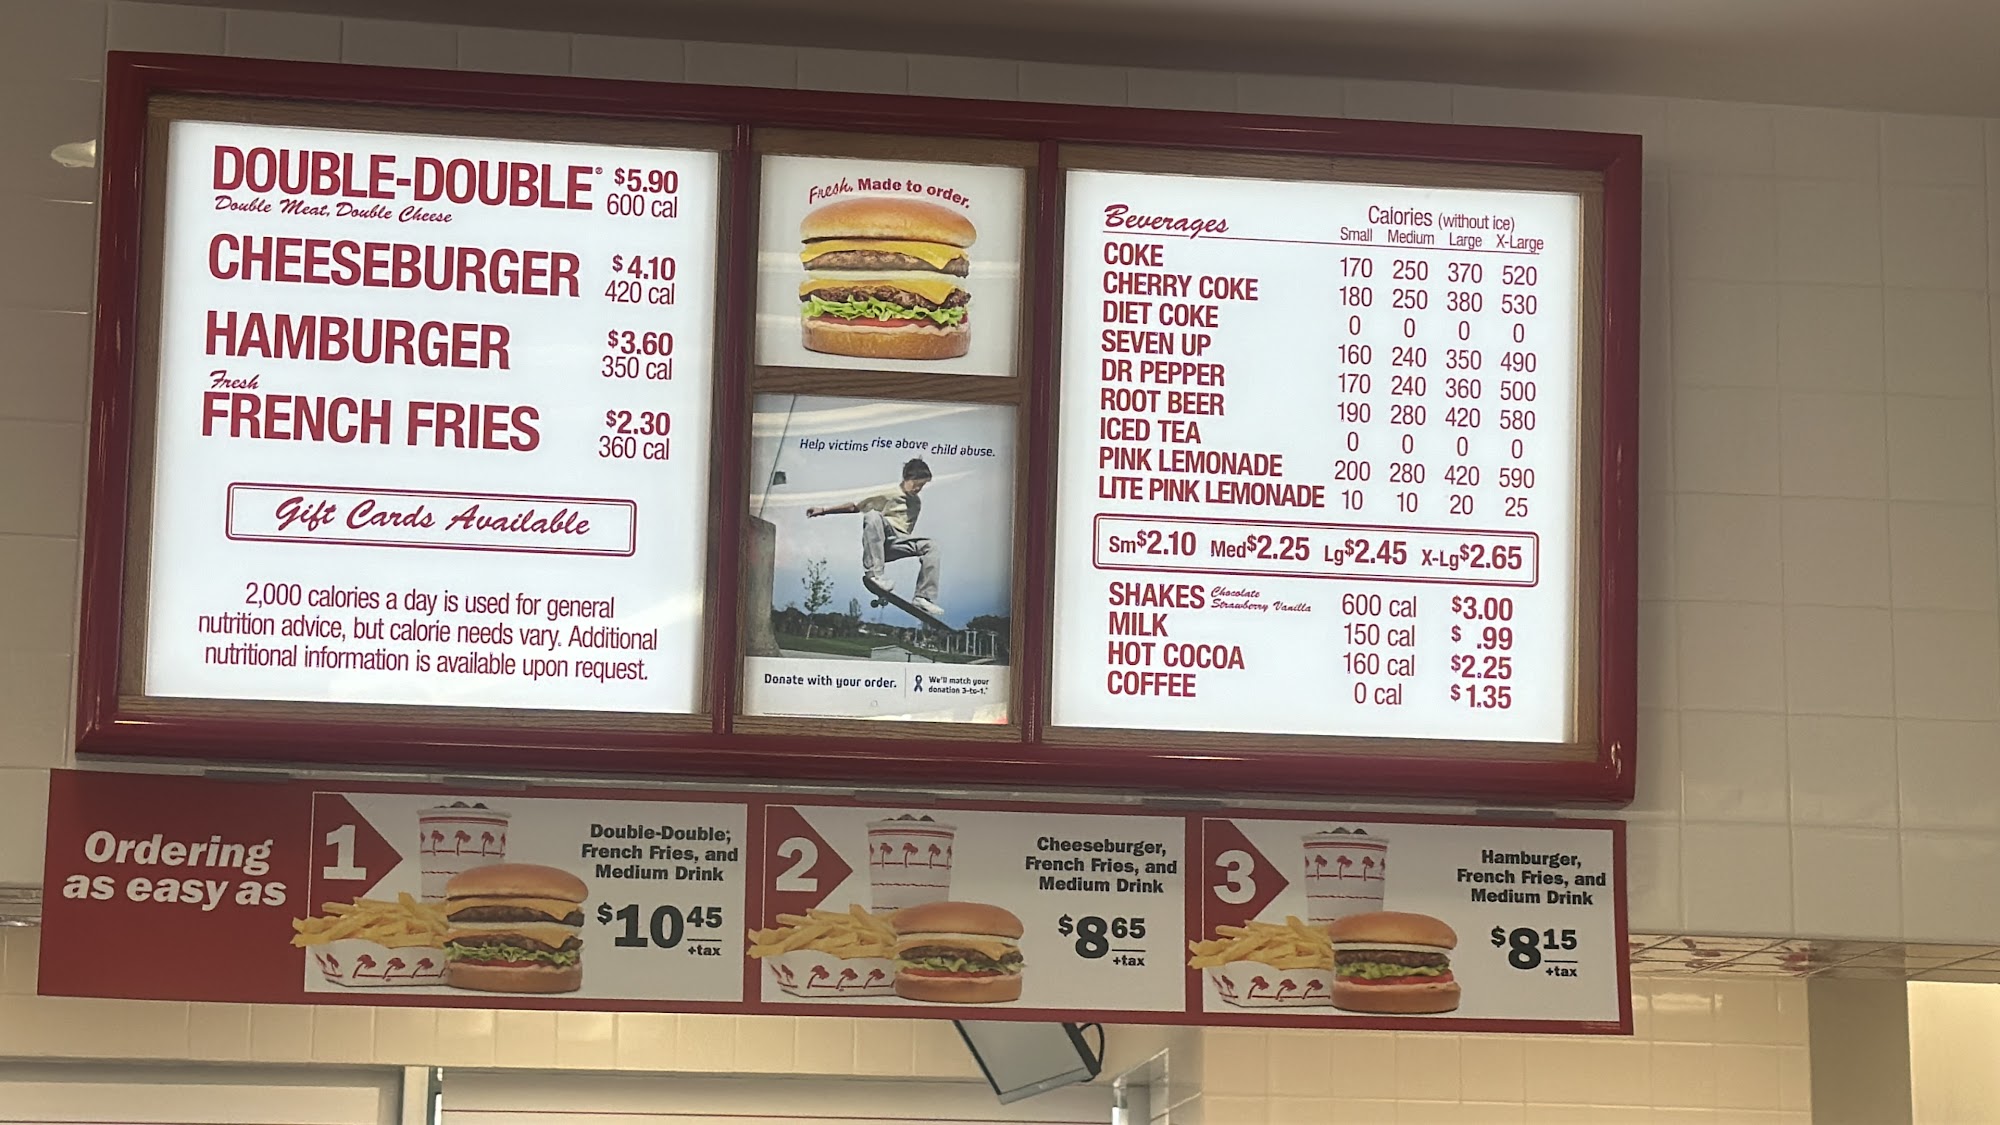 DOUBLE-DOUBLE® $5.90
Double Meat, Double Cheese 600 cal
CHEESEBURGER $4.10
420 cal
HAMBURGER $3.60
350 cal
Fresh
FRENCH FRIES $2.30
360 cal
Gift Cards Available
2,000 calories a day is used for general
nutrition advice, but calorie needs vary. Additional
nutritional information is available upon request.
Fresh. Made to order.
Help victims rise above child abuse.
Donate with your order.
We'll match your
donation 3-to-1.*
Beverages Calories (without ice)
Small Medium Large X-Large
COKE 170 250 370 520
CHERRY COKE 180 250 380 530
DIET COKE 0 0 0 0
SEVEN UP 160 240 350 490
DR PEPPER 170 240 360 500
ROOT BEER 190 280 420 580
ICED TEA 0 0 0 0
PINK LEMONADE 200 280 420 590
LITE PINK LEMONADE 10 10 20 25
Sm$2.10 Med$2.25 Lg$2.45 X-Lg$2.65
SHAKES Chocolate Strawberry Vanilla 600 cal $3.00
MILK 150 cal $ .99
HOT COCOA 160 cal $2.25
COFFEE 0 cal $1.35
Ordering
as easy as
1
Double-Double,
French Fries, and
Medium Drink
$10 45
+tax
2
Cheeseburger,
French Fries, and
Medium Drink
$8 65
+tax
3
Hamburger,
French Fries, and
Medium Drink
$8 15
+tax